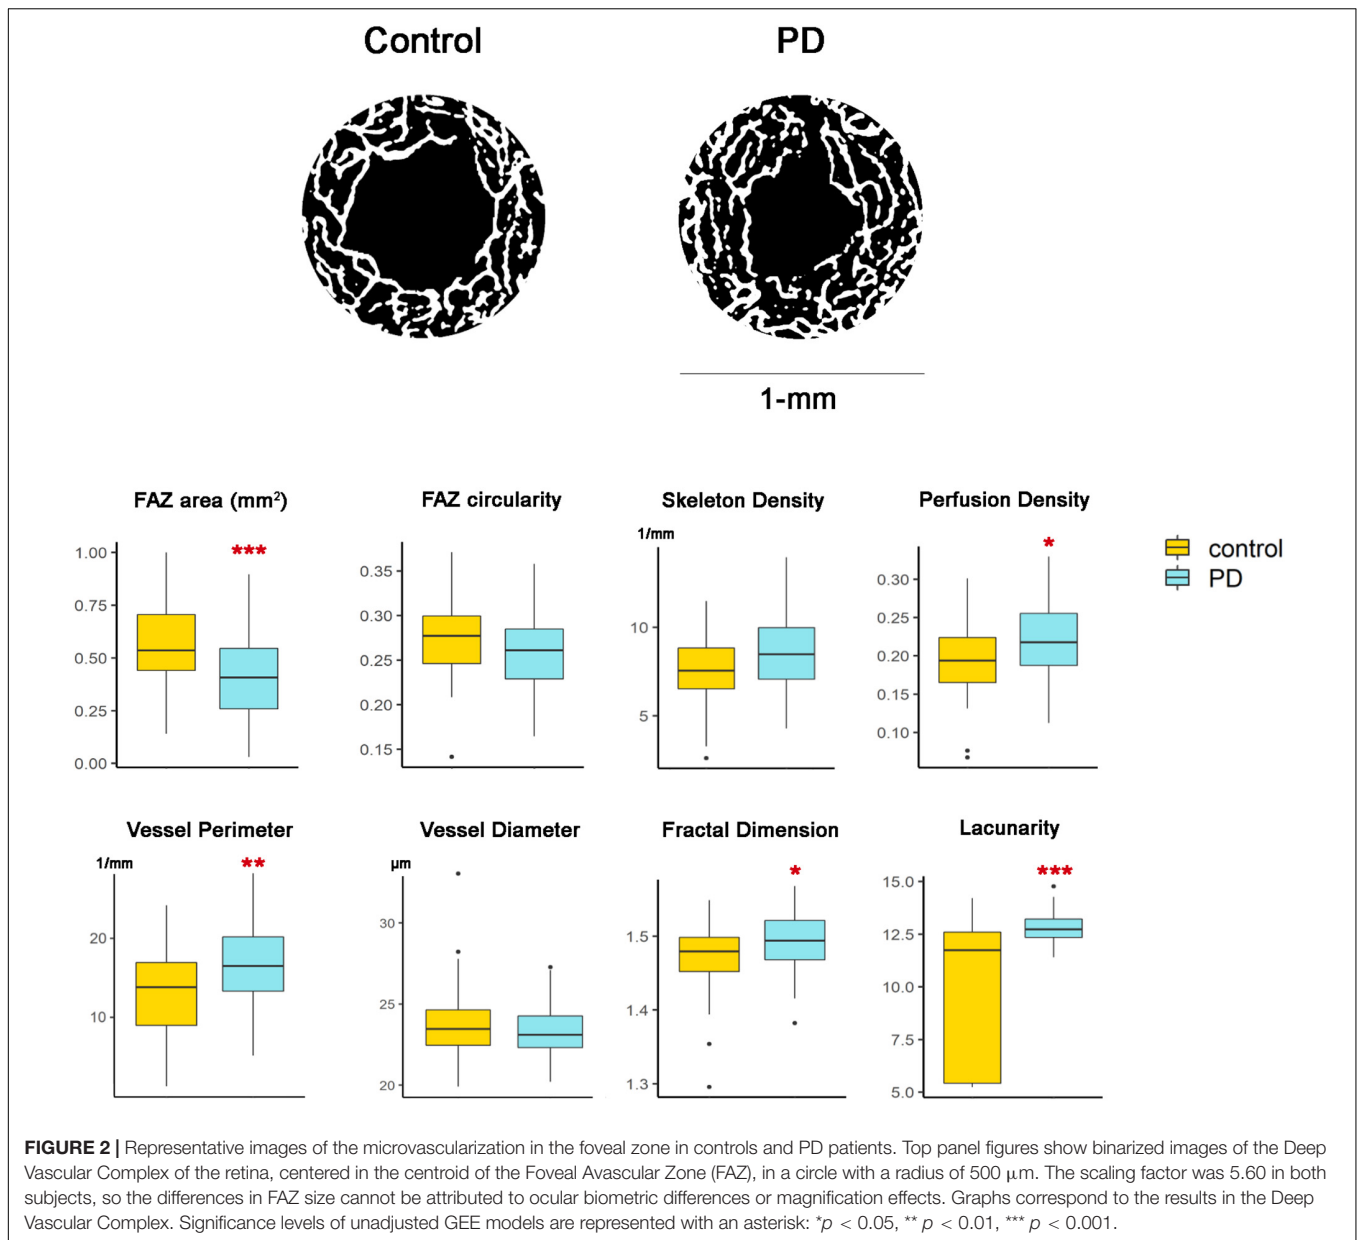 Control PD
1-mm
FAZ area (mm²) FAZ circularity Skeleton Density Perfusion Density
1/mm
*** *
1.00
0.75
0.50
0.25
0.00
0.35
0.30
0.25
0.20
0.15
10
5
0.30
0.25
0.20
0.15
0.10
control
PD
Vessel Perimeter Vessel Diameter Fractal Dimension Lacunarity
1/mm µm
** * ***
20
10
30
25
20
1.5
1.4
1.3
15.0
12.5
10.0
7.5
5.0
FIGURE 2 | Representative images of the microvascularization in the foveal zone in controls and PD patients. Top panel figures show binarized images of the Deep
Vascular Complex of the retina, centered in the centroid of the Foveal Avascular Zone (FAZ), in a circle with a radius of 500 µm. The scaling factor was 5.60 in both
subjects, so the differences in FAZ size cannot be attributed to ocular biometric differences or magnification effects. Graphs correspond to the results in the Deep
Vascular Complex. Significance levels of unadjusted GEE models are represented with an asterisk: *p < 0.05, ** p < 0.01, *** p < 0.001.